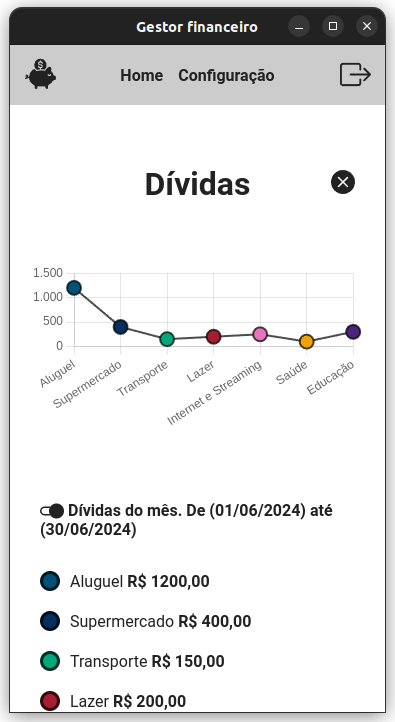 Gestor financeiro
Home Configuração
Dívidas
1.500
1.000
500
0
Aluguel
Supermercado
Transporte
Lazer
Internet e Streaming
Saúde
Educação
Dívidas do mês. De (01/06/2024) até
(30/06/2024)
Aluguel R$ 1200,00
Supermercado R$ 400,00
Transporte R$ 150,00
Lazer R$ 200,00